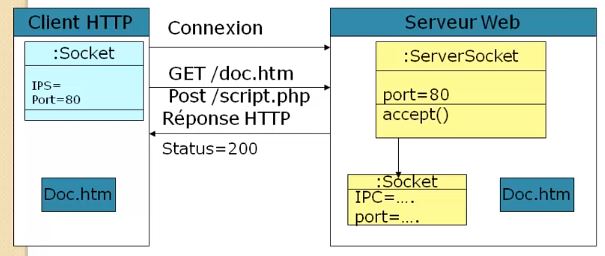 Client HTTP
:Socket
IPS=
Port=80
Doc.htm
Connexion
GET /doc.htm
Post /script.php
Réponse HTTP
Status=200
Serveur Web
:ServerSocket
port=80
accept()
:Socket
IPC=....
port=....
Doc.htm